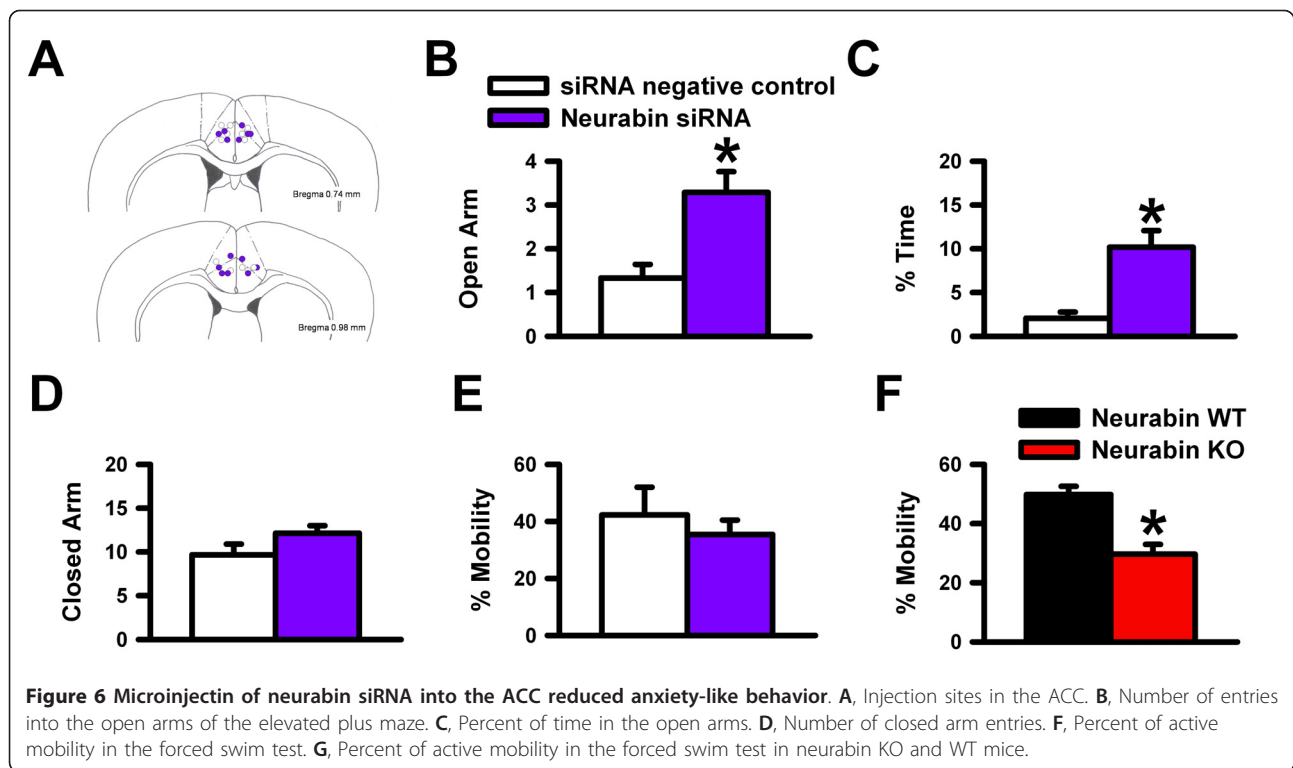 A
Bregma 0.74 mm
Bregma 0.98 mm
B
siRNA negative control
Neurabin siRNA
*
Open Arm
4
3
2
1
0
C
*
% Time
20
15
10
5
0
D
Closed Arm
20
15
10
5
0
E
% Mobility
60
40
20
0
F
Neurabin WT
Neurabin KO
*
% Mobility
60
40
20
0
Figure 6 Microinjectin of neurabin siRNA into the ACC reduced anxiety-like behavior. A, Injection sites in the ACC. B, Number of entries
into the open arms of the elevated plus maze. C, Percent of time in the open arms. D, Number of closed arm entries. F, Percent of active
mobility in the forced swim test. G, Percent of active mobility in the forced swim test in neurabin KO and WT mice.